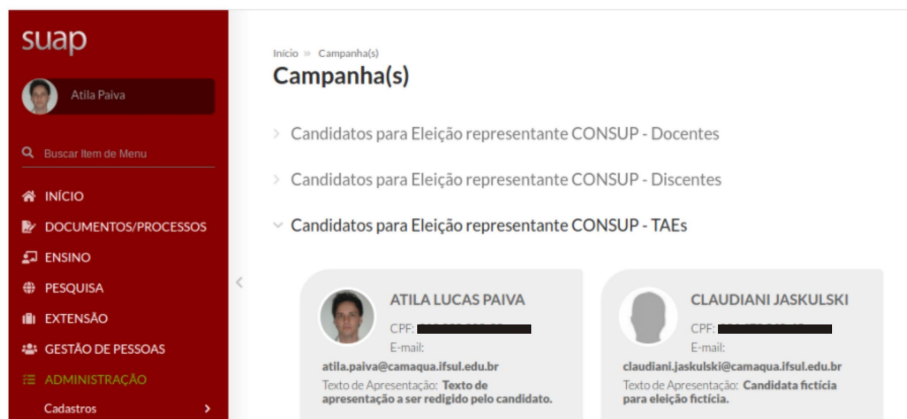 suap
Atila Paiva
Buscar Item de Menu
INÍCIO
DOCUMENTOS/PROCESSOS
ENSINO
PESQUISA
EXTENSÃO
GESTÃO DE PESSOAS
ADMINISTRAÇÃO
Cadastros
Início » Campanha(s)
Campanha(s)
Candidatos para Eleição representante CONSUP - Docentes
Candidatos para Eleição representante CONSUP - Discentes
Candidatos para Eleição representante CONSUP - TAEs
ATILA LUCAS PAIVA
CPF:
E-mail:
atila.paiva@camaqua.ifsul.edu.br
Texto de Apresentação: Texto de
apresentação a ser redigido pelo candidato.
CLAUDIANI JASKULSKI
CPF:
E-mail:
claudiani.jaskulski@camaqua.ifsul.edu.br
Texto de Apresentação: Candidata fictícia
para eleição fictícia.